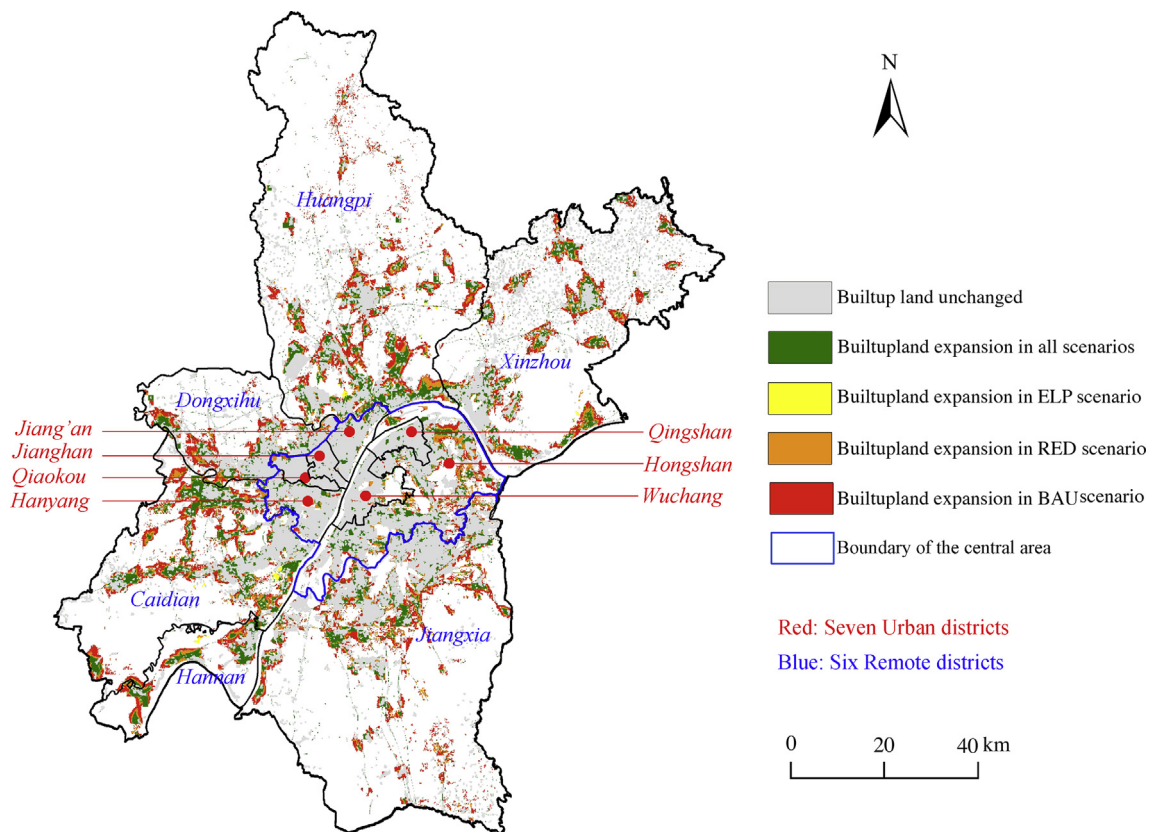 N
Huangpi
Xinzhou
Dongxihu
Jiang'an
Jianghan
Qiaokou
Hanyang
Qingshan
Hongshan
Wuchang
Caidian
Jiangxia
Hannan
Builtup land unchanged
Builtupland expansion in all scenarios
Builtupland expansion in ELP scenario
Builtupland expansion in RED scenario
Builtupland expansion in BAU scenario
Boundary of the central area
Red: Seven Urban districts
Blue: Six Remote districts
0 20 40 km